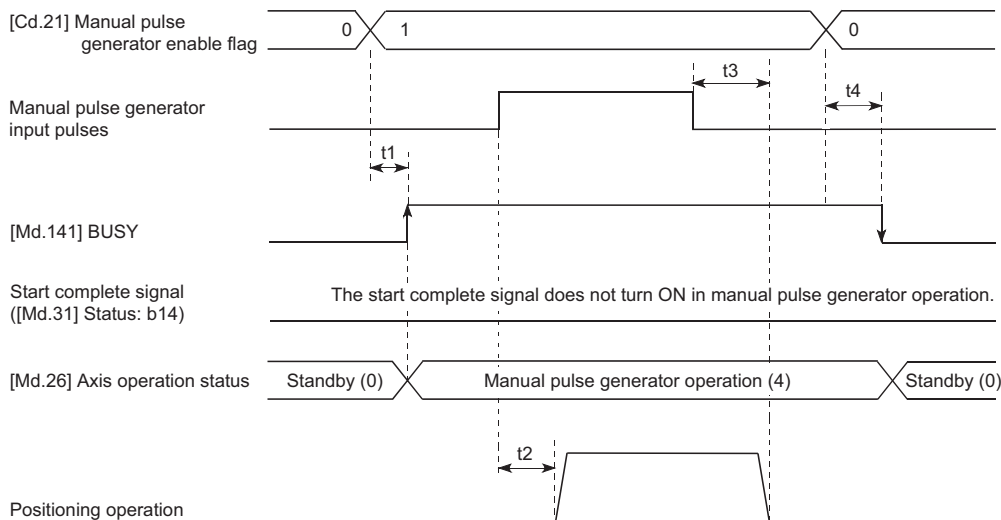 [Cd.21] Manual pulse
generator enable flag
0
1
0
t3
t4
Manual pulse generator
input pulses
t1
[Md.141] BUSY
Start complete signal
([Md.31] Status: b14)
The start complete signal does not turn ON in manual pulse generator operation.
[Md.26] Axis operation status
Standby (0)
Manual pulse generator operation (4)
Standby (0)
t2
Positioning operation